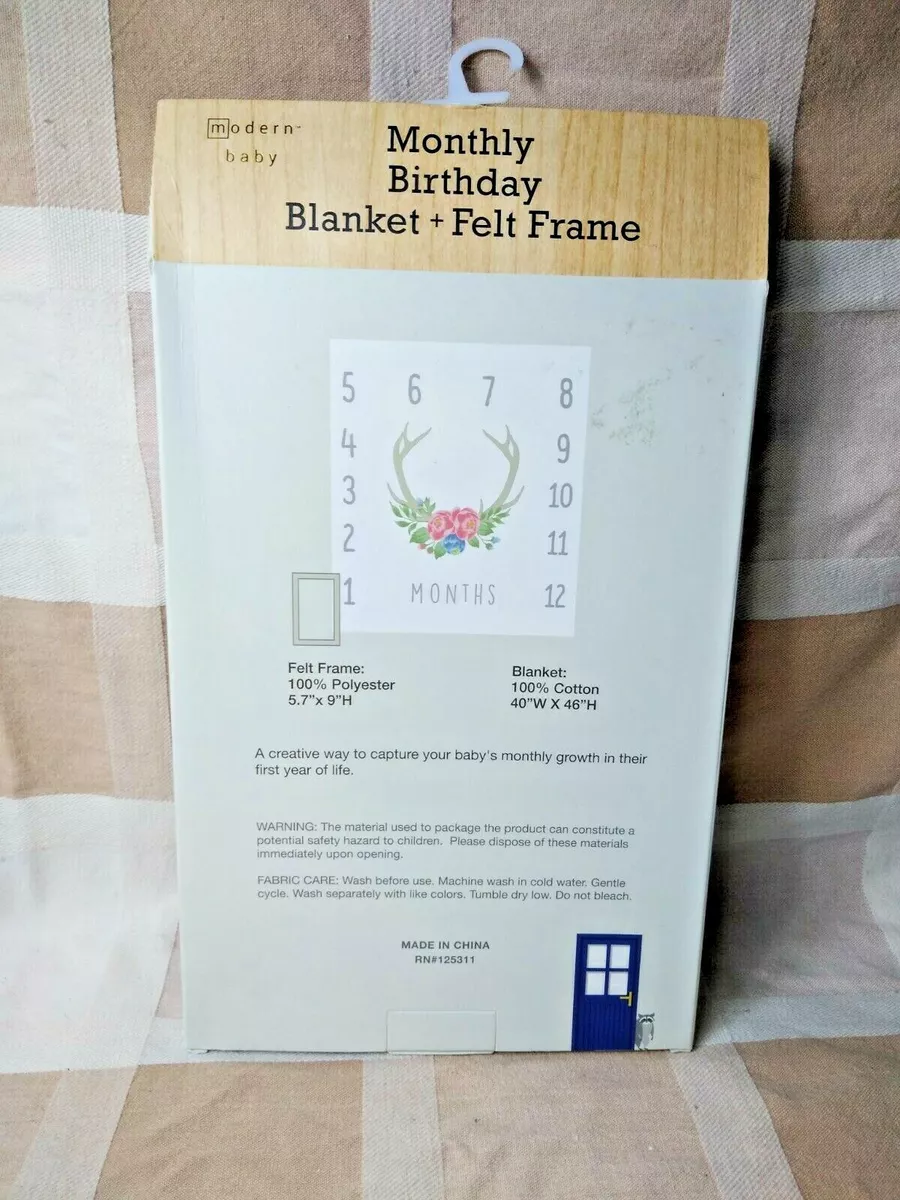 modern™
baby
Monthly
Birthday
Blanket + Felt Frame
5 6 7 8
4 9
3 10
2 11
1 MONTHS 12
Felt Frame:
100% Polyester
5.7”x 9”H
Blanket:
100% Cotton
40”W X 46”H
A creative way to capture your baby's monthly growth in their
first year of life.
WARNING: The material used to package the product can constitute a
potential safety hazard to children. Please dispose of these materials
immediately upon opening.
FABRIC CARE: Wash before use. Machine wash in cold water. Gentle
cycle. Wash separately with like colors. Tumble dry low. Do not bleach.
MADE IN CHINA
RN#125311